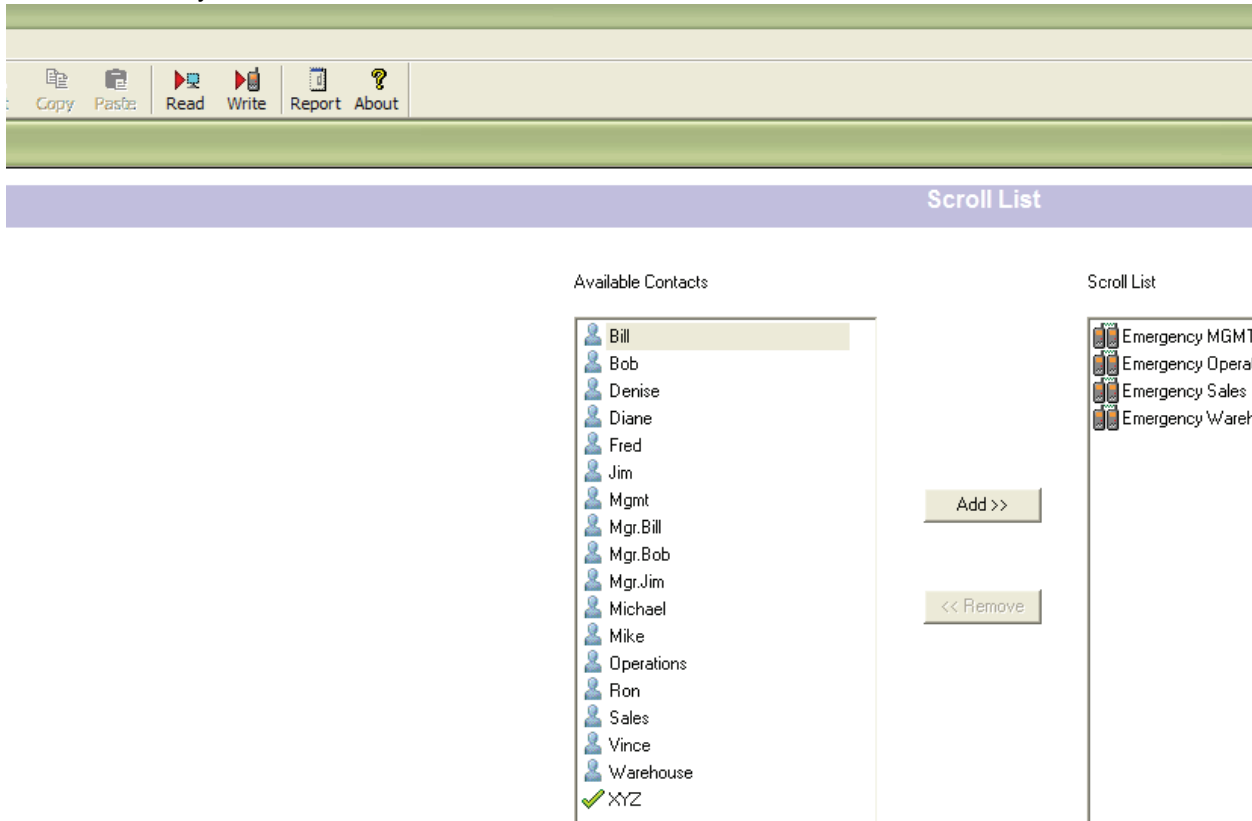 Copy Paste Read Write Report About
Scroll List
Available Contacts
Scroll List
Bill
Bob
Denise
Diane
Fred
Jim
Mgmt
Mgr.Bill
Mgr.Bob
Mgr.Jim
Michael
Mike
Operations
Ron
Sales
Vince
Warehouse
XYZ
Add >>
<< Remove
Emergency MGMT
Emergency Opera
Emergency Sales
Emergency Wareh